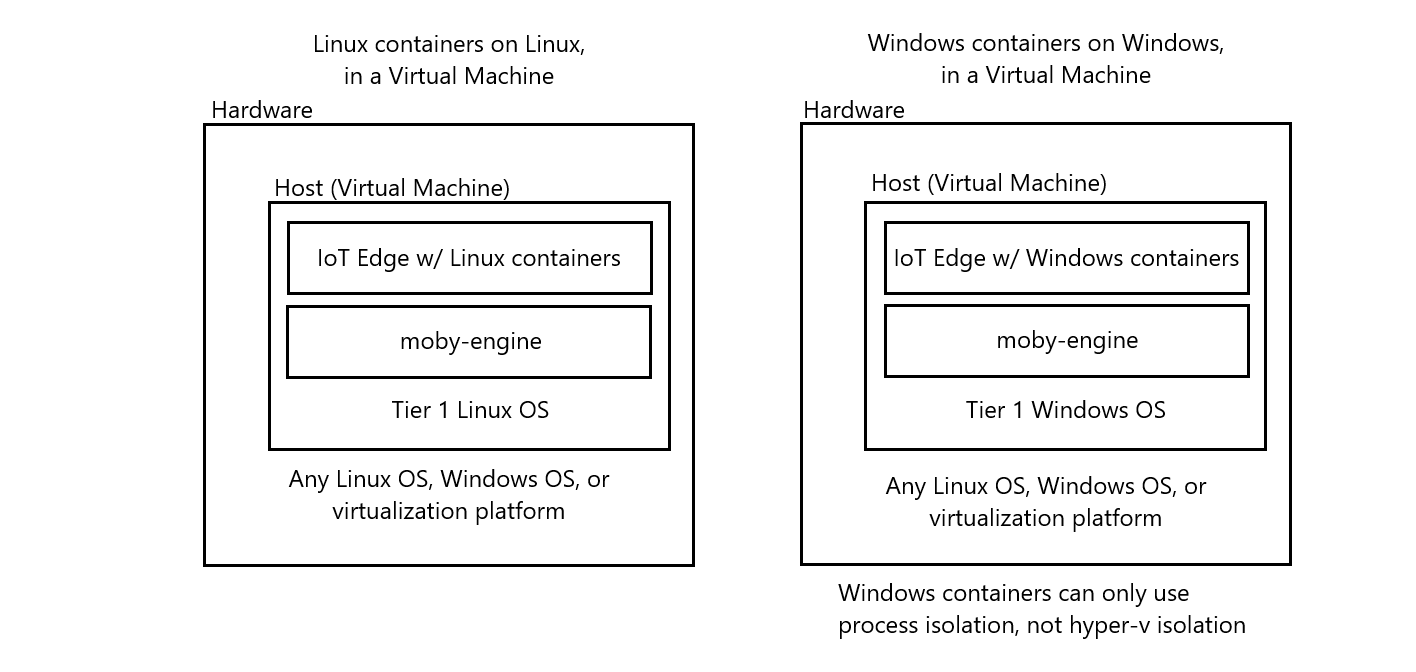 Linux containers on Linux,
in a Virtual Machine
Hardware
Host (Virtual Machine)
IoT Edge w/ Linux containers
moby-engine
Tier 1 Linux OS
Any Linux OS, Windows OS, or
virtualization platform
Windows containers on Windows,
in a Virtual Machine
Hardware
Host (Virtual Machine)
IoT Edge w/ Windows containers
moby-engine
Tier 1 Windows OS
Any Linux OS, Windows OS, or
virtualization platform
Windows containers can only use
process isolation, not hyper-v isolation